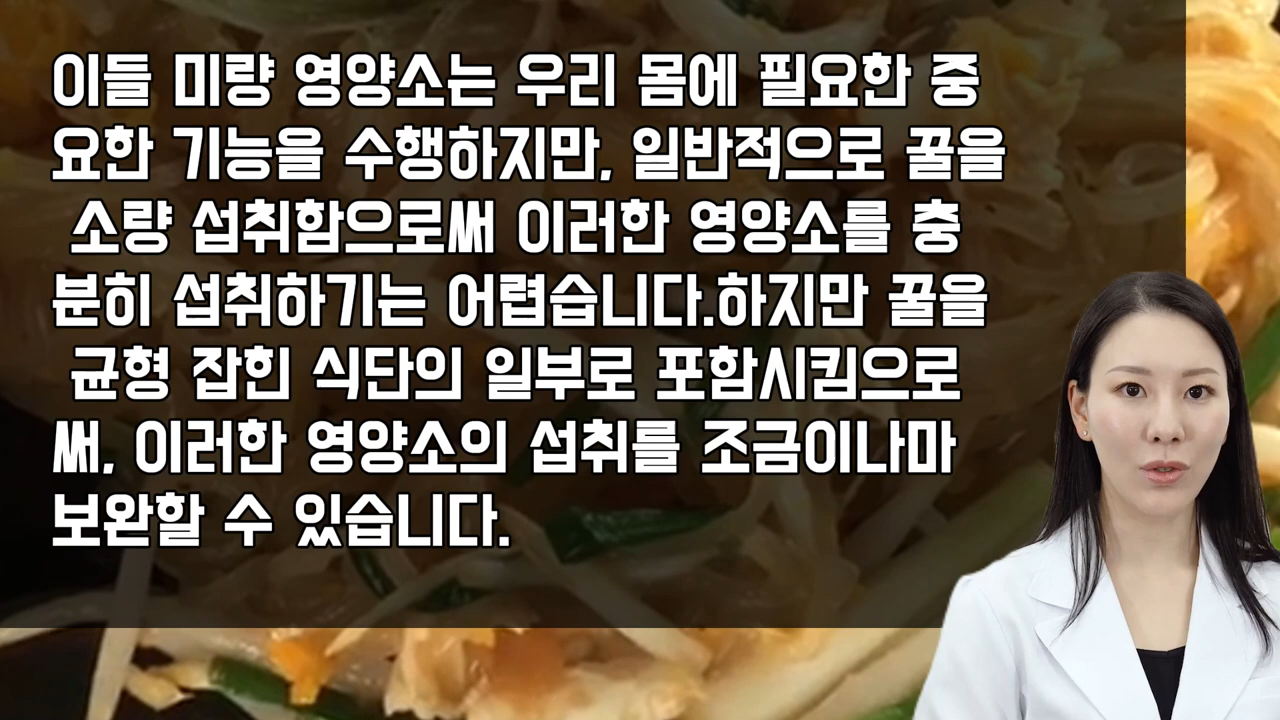 이들 미량 영양소는 우리 몸에 필요한 중
요한 기능을 수행하지만, 일반적으로 꿀을
소량 섭취함으로써 이러한 영양소를 충
분히 섭취하기는 어렵습니다.하지만 꿀을
균형 잡힌 식단의 일부로 포함시킴으로
써, 이러한 영양소의 섭취를 조금이나마
보완할 수 있습니다.